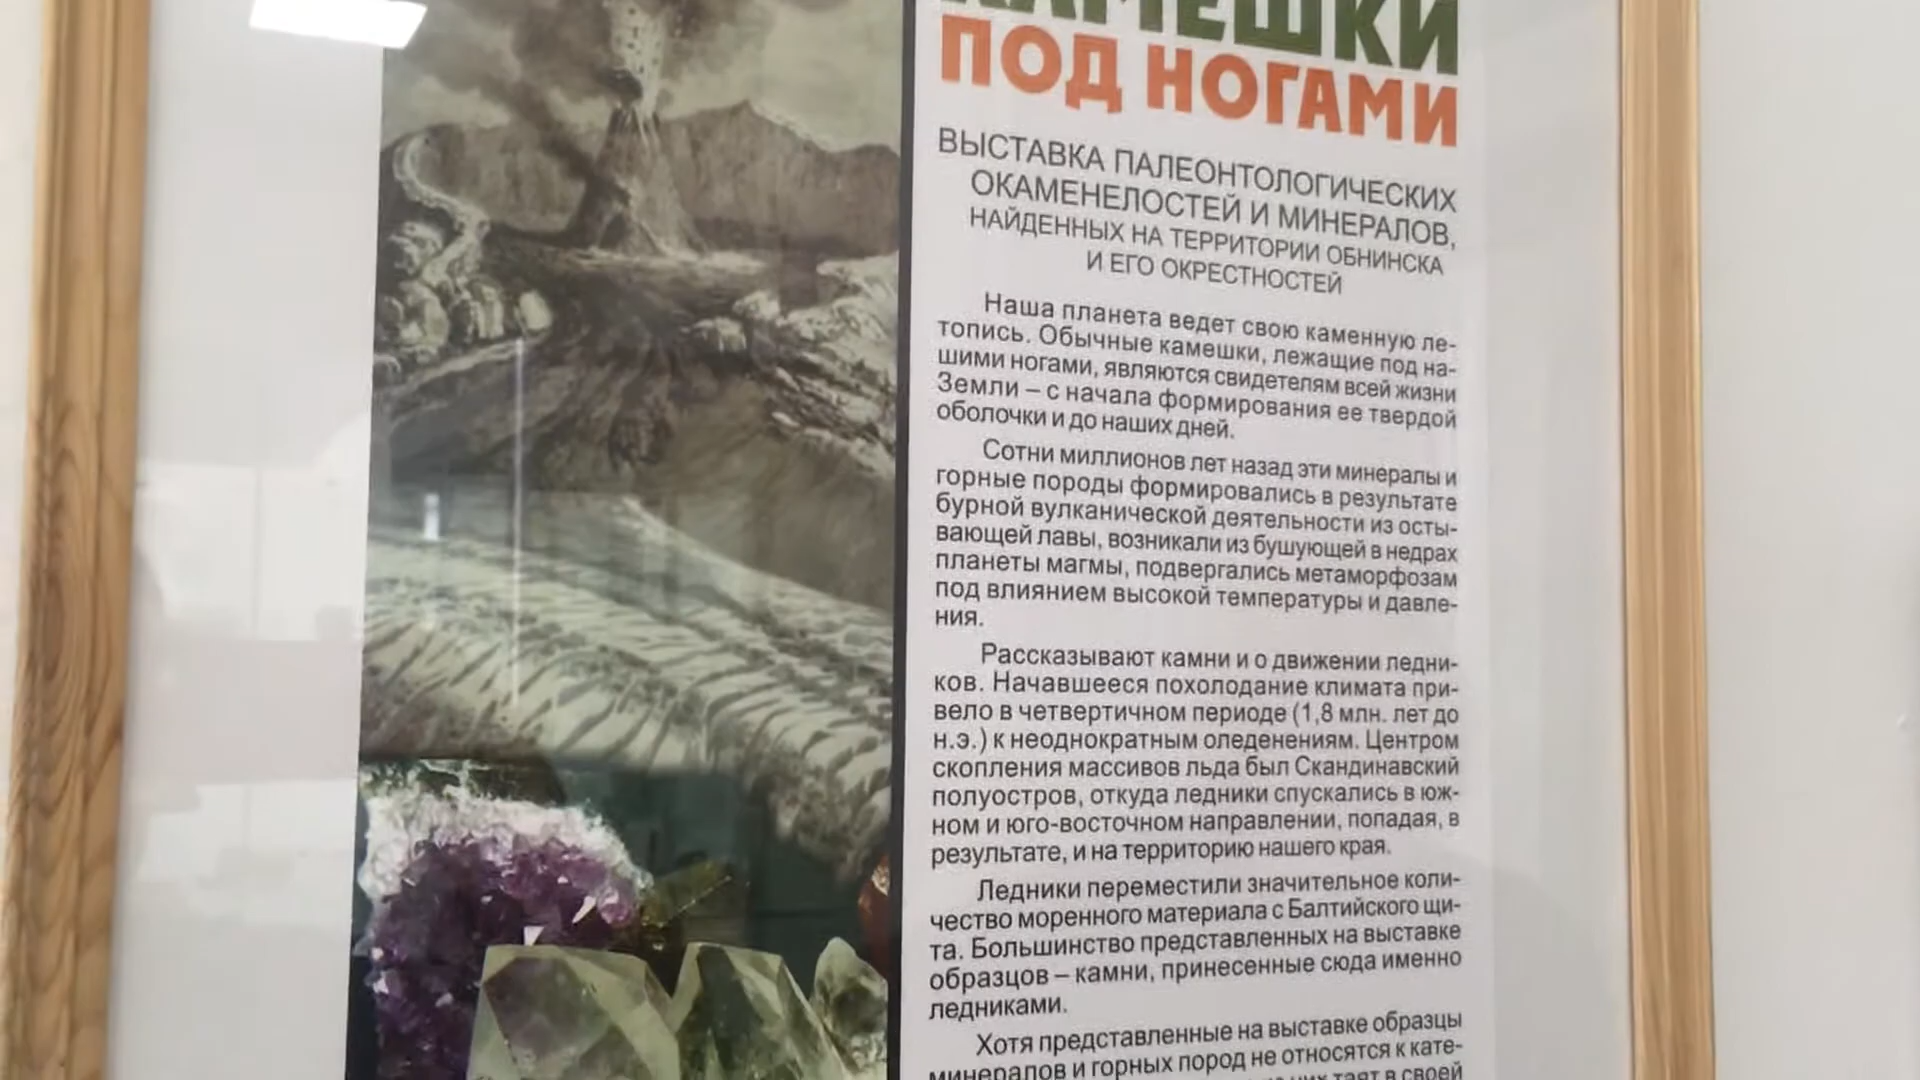 КАМЕШКИ
ПОД НОГАМИ
ВЫСТАВКА ПАЛЕОНТОЛОГИЧЕСКИХ
ОКАМЕНЕЛОСТЕЙ И МИНЕРАЛОВ,
НАЙДЕННЫХ НА ТЕРРИТОРИИ ОБНИНСКА
И ЕГО ОКРЕСТНОСТЕЙ
Наша планета ведет свою каменную ле-
топись. Обычные камешки, лежащие под на-
шими ногами, являются свидетелям всей жизни
Земли – с начала формирования ее твердой
оболочки и до наших дней.
Сотни миллионов лет назад эти минералы и
горные породы формировались в результате
бурной вулканической деятельности из осты-
вающей лавы, возникали из бушующей в недрах
планеты магмы, подвергались метаморфозам
под влиянием высокой температуры и давле-
ния.
Рассказывают камни и о движении ледни-
ков. Начавшееся похолодание климата при-
вело в четвертичном периоде (1,8 млн. лет до
н.э.) к неоднократным оледенениям. Центром
скопления массивов льда был Скандинавский
полуостров, откуда ледники спускались в юж-
ном и юго-восточном направлении, попадая, в
результате, и на территорию нашего края.
Ледники переместили значительное коли-
чество моренного материала с Балтийского щи-
та. Большинство представленных на выставке
образцов – камни, принесенные сюда именно
ледниками.
Хотя представленные на выставке образцы
минералов и горных пород не относятся к кате-
них таят в своей